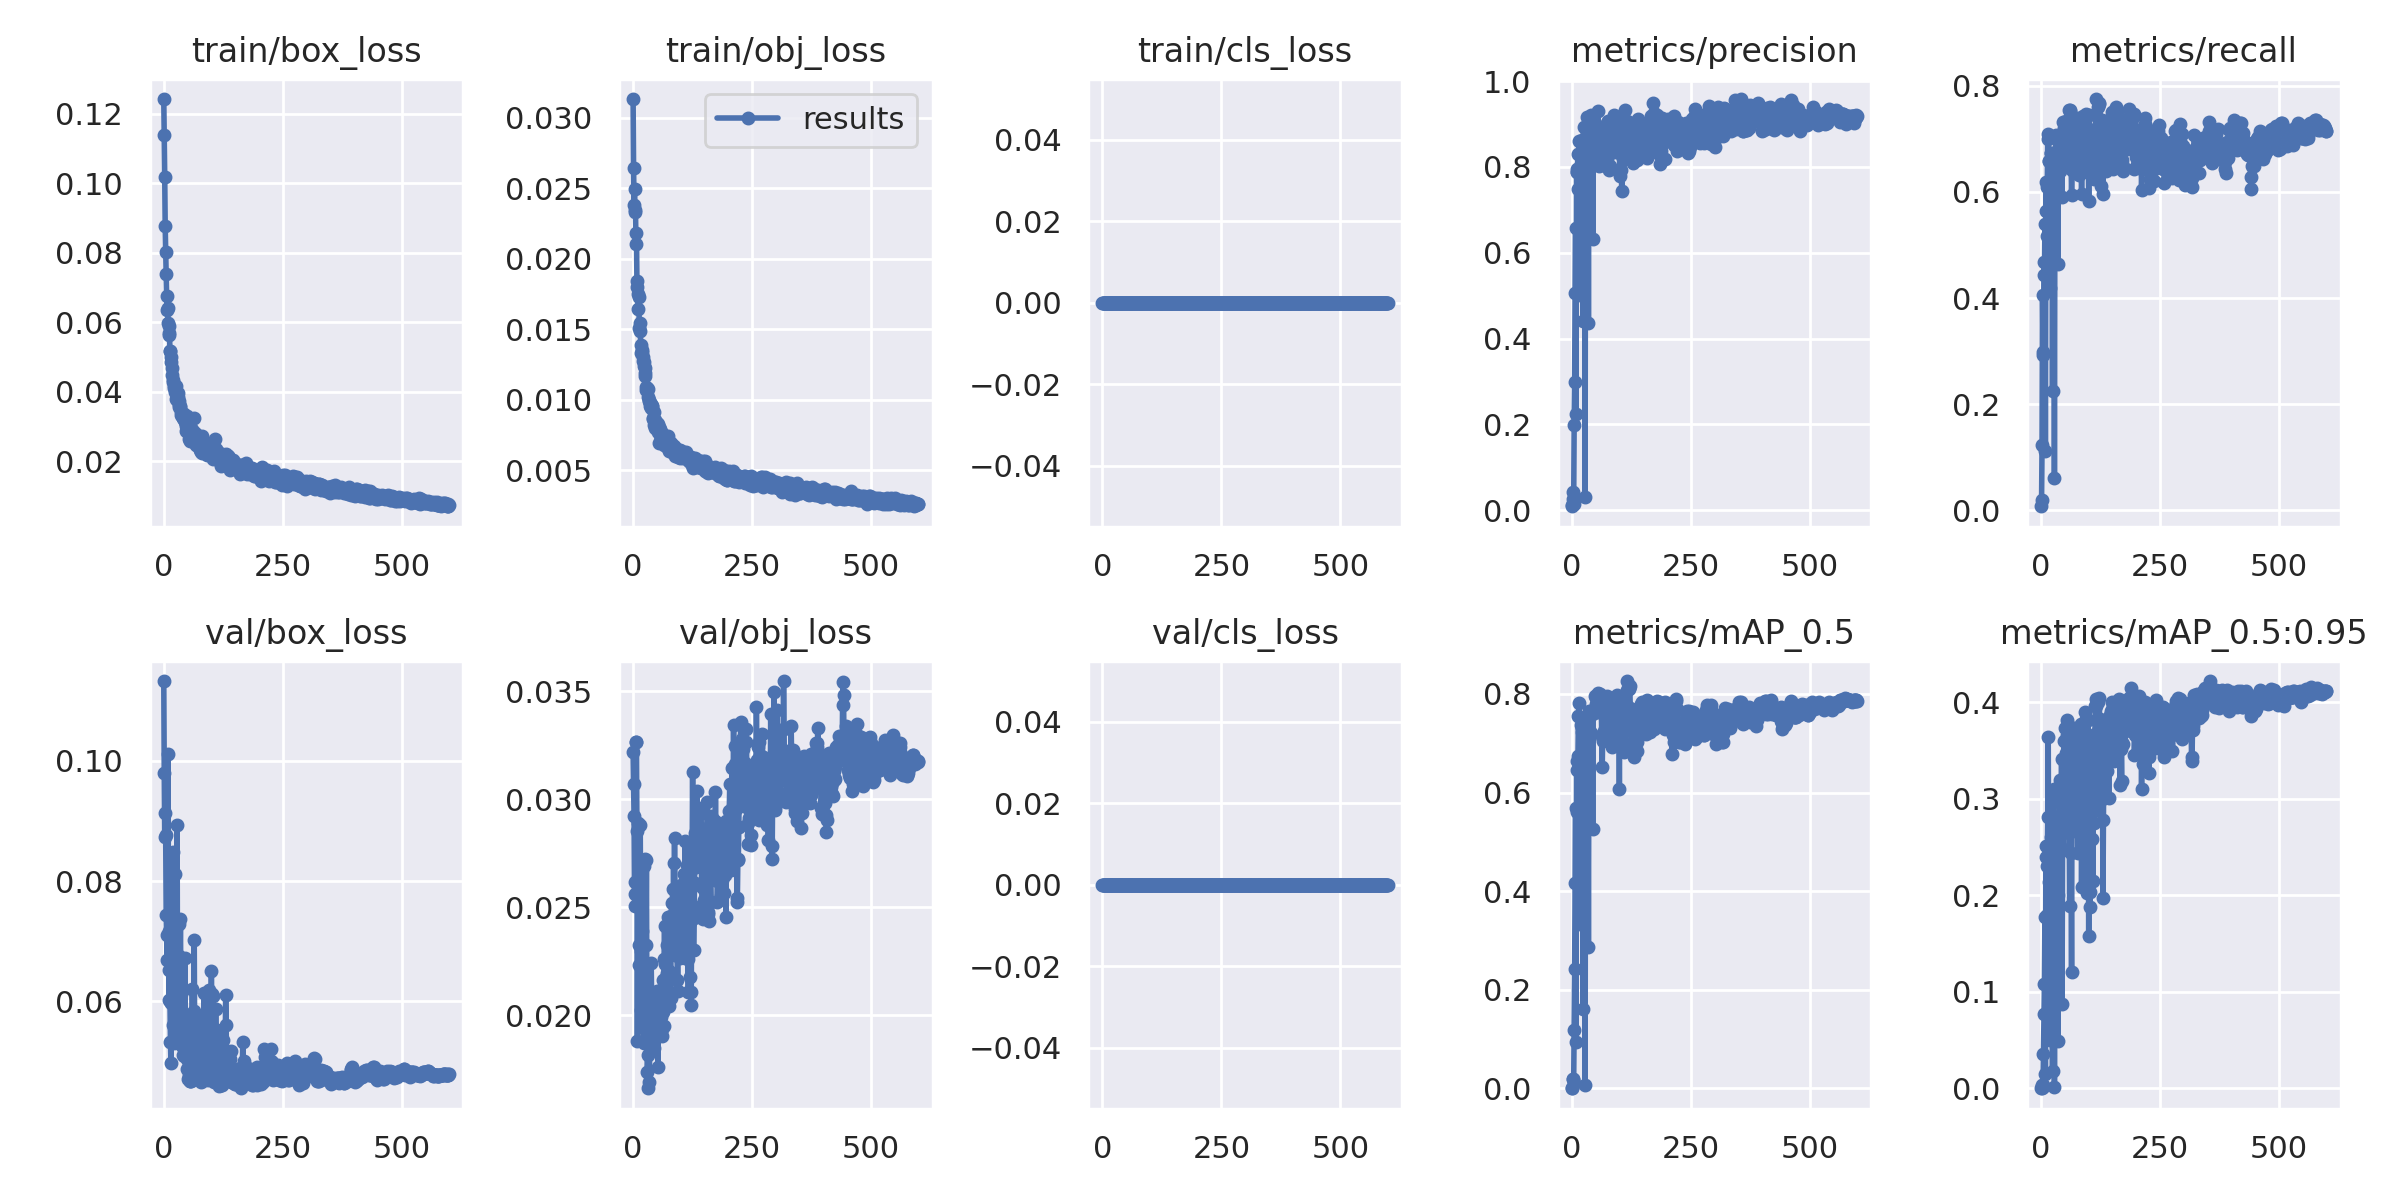 train/box_loss
0.12
0.10
0.08
0.06
0.04
0.02
0 250 500
train/obj_loss
results
0.030
0.025
0.020
0.015
0.010
0.005
0 250 500
train/cls_loss
0.04
0.02
0.00
−0.02
−0.04
0 250 500
metrics/precision
1.0
0.8
0.6
0.4
0.2
0.0
0 250 500
metrics/recall
0.8
0.6
0.4
0.2
0.0
0 250 500
val/box_loss
0.10
0.08
0.06
0 250 500
val/obj_loss
0.035
0.030
0.025
0.020
0 250 500
val/cls_loss
0.04
0.02
0.00
−0.02
−0.04
0 250 500
metrics/mAP_0.5
0.8
0.6
0.4
0.2
0.0
0 250 500
metrics/mAP_0.5:0.95
0.4
0.3
0.2
0.1
0.0
0 250 500